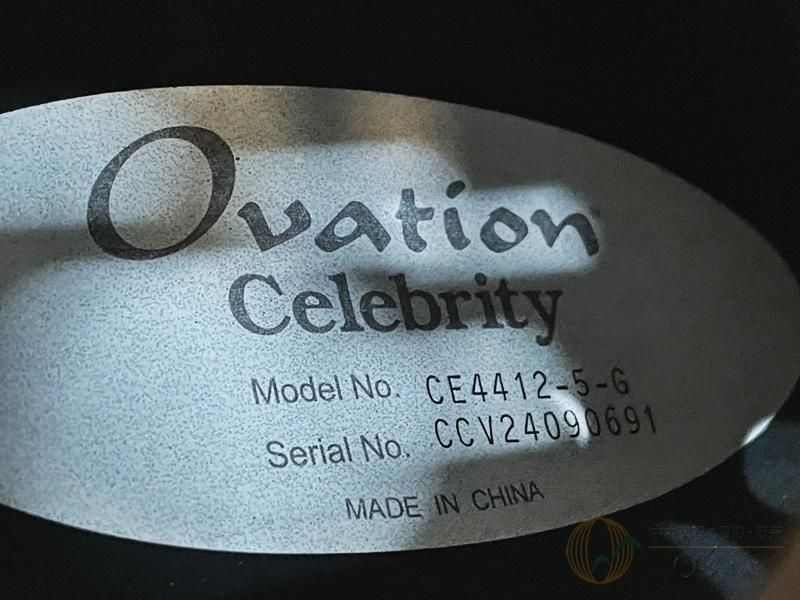 Ovation
Celebrity
Model No. CE4412-5-G
Serial No. CCV24090691
MADE IN CHINA